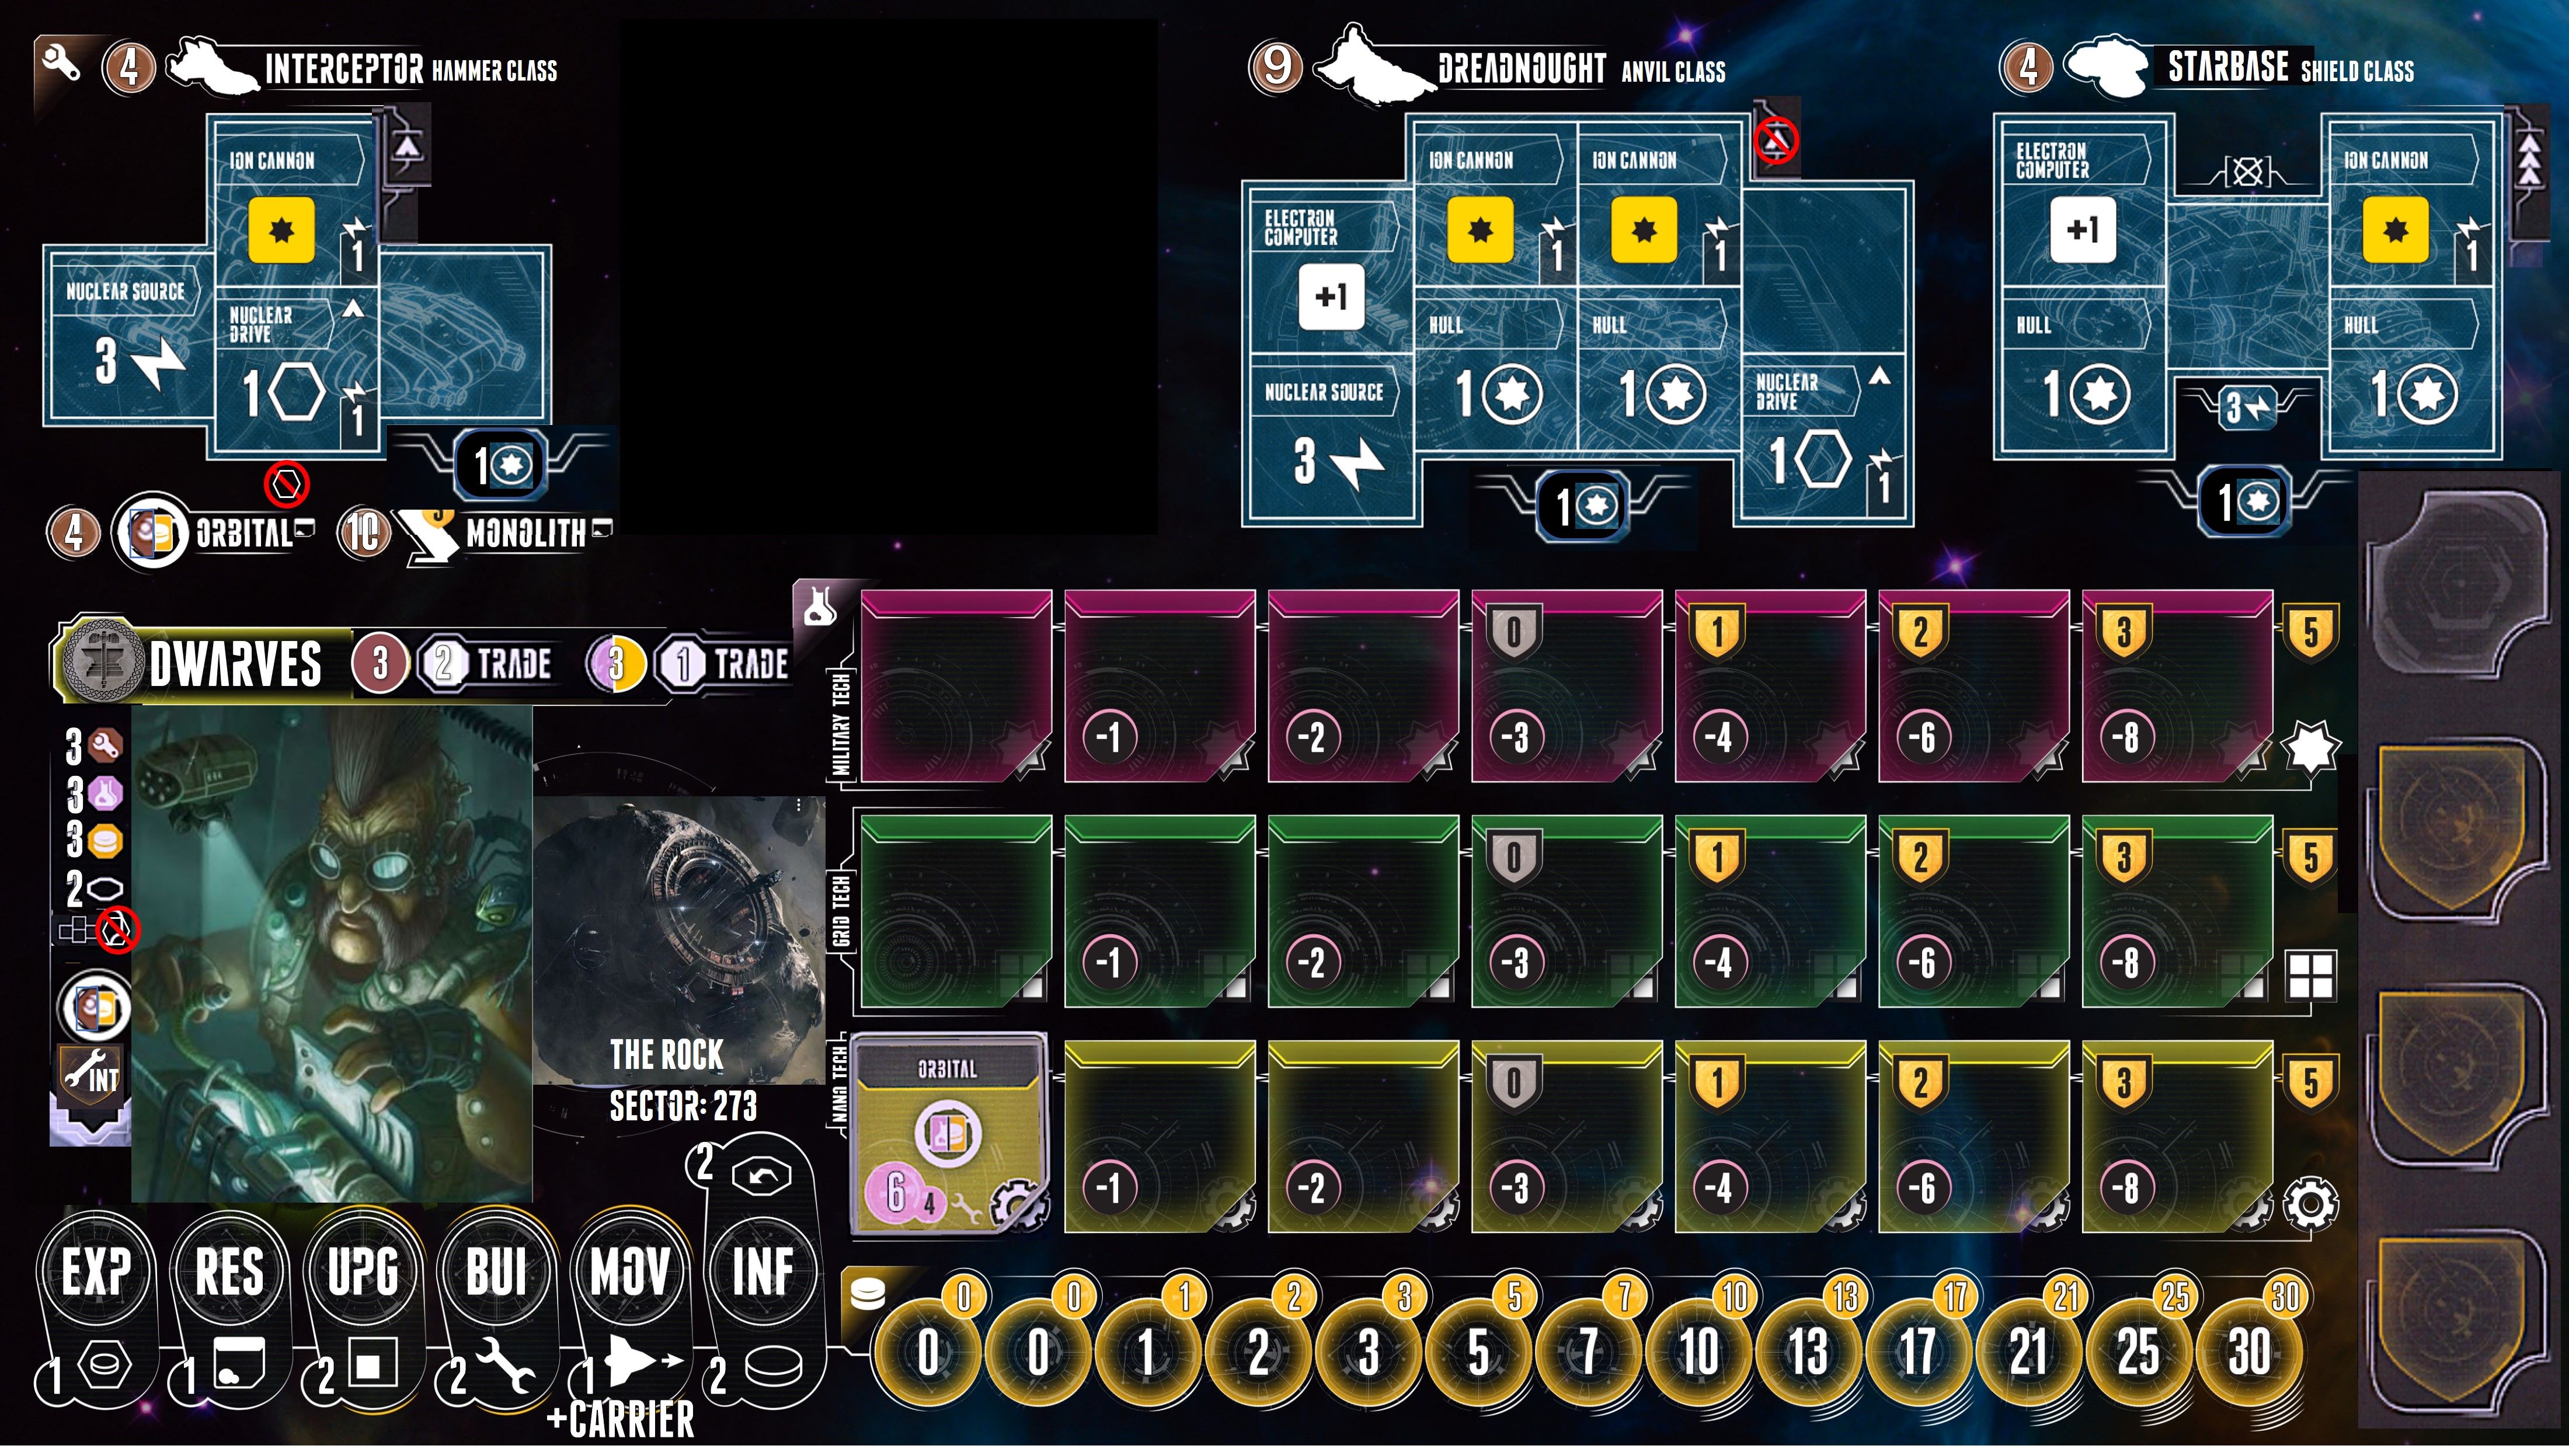 4 INTERCEPTOR HAMMER CLASS
9 DREADNOUGHT ANVIL CLASS
4 STARBASE SHIELD CLASS
ION CANNON
1
NUCLEAR SOURCE
3
NUCLEAR DRIVE
1
1
1
ION CANNON
1
ION CANNON
1
ELECTRON COMPUTER
+1
HULL
1
HULL
1
NUCLEAR SOURCE
3
NUCLEAR DRIVE
1
1
1
ELECTRON COMPUTER
+1
ION CANNON
1
HULL
1
3
HULL
1
1
4 ORBITAL
10 MONOLITH
DWARVES 3 2 TRADE 3 1 TRADE
3
3
3
2
INT
THE ROCK
SECTOR: 273
MILITARY TECH
0 1 2 3 5
-1 -2 -3 -4 -6 -8
GRID TECH
0 1 2 3 5
-1 -2 -3 -4 -6 -8
NANO TECH
ORBITAL
6 4
0 1 2 3 5
-1 -2 -3 -4 -6 -8
2
EXP RES UPG BUI MOV INF
1 1 2 2 1 2
+CARRIER
0 0 1 2 3 5 7 10 13 17 21 25 30
0 0 1 2 3 5 7 10 13 17 21 25 30